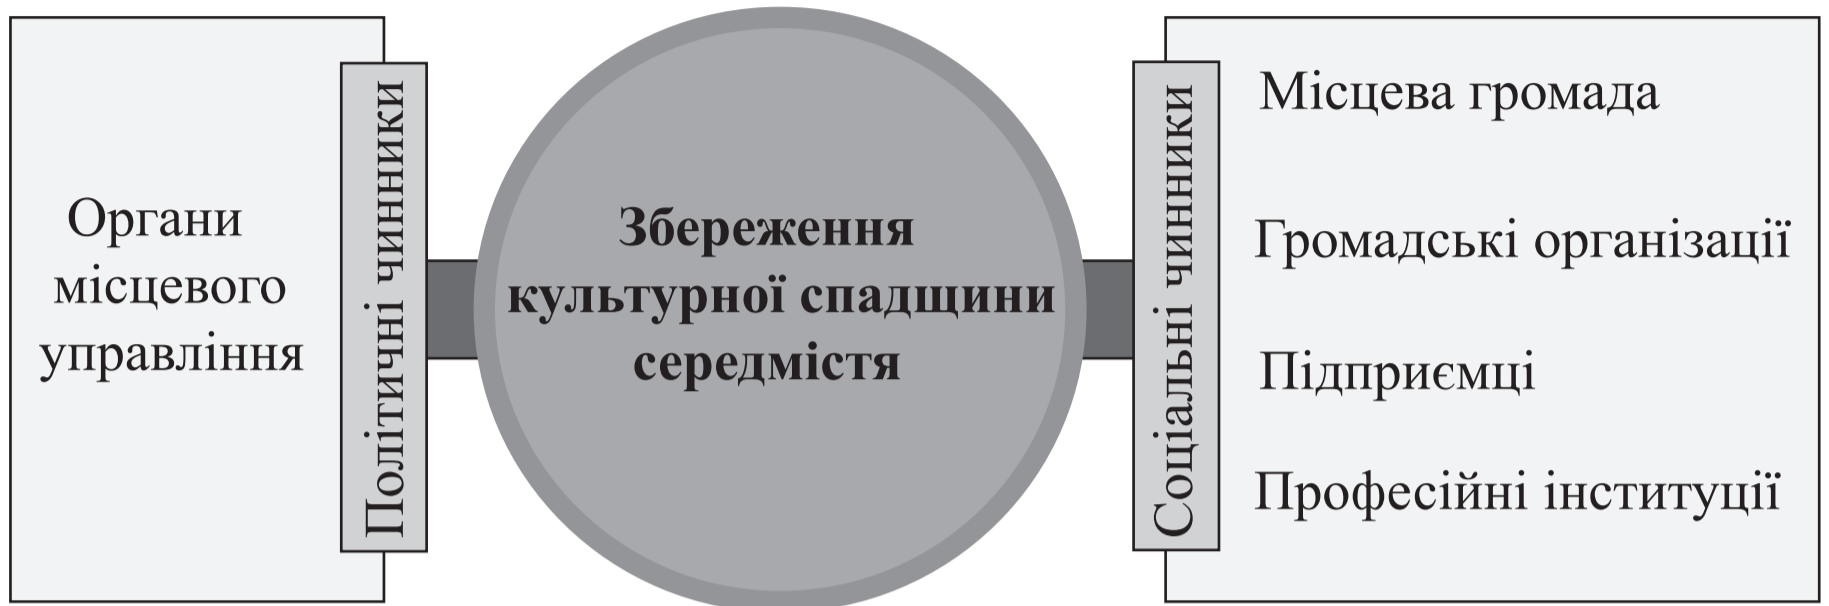 Органи
місцевого
управління
Політичні чинники
Збереження
культурної спадщини
середмістя
Соціальні чинники
Місцева громада
Громадські організації
Підприємці
Професійні інституції